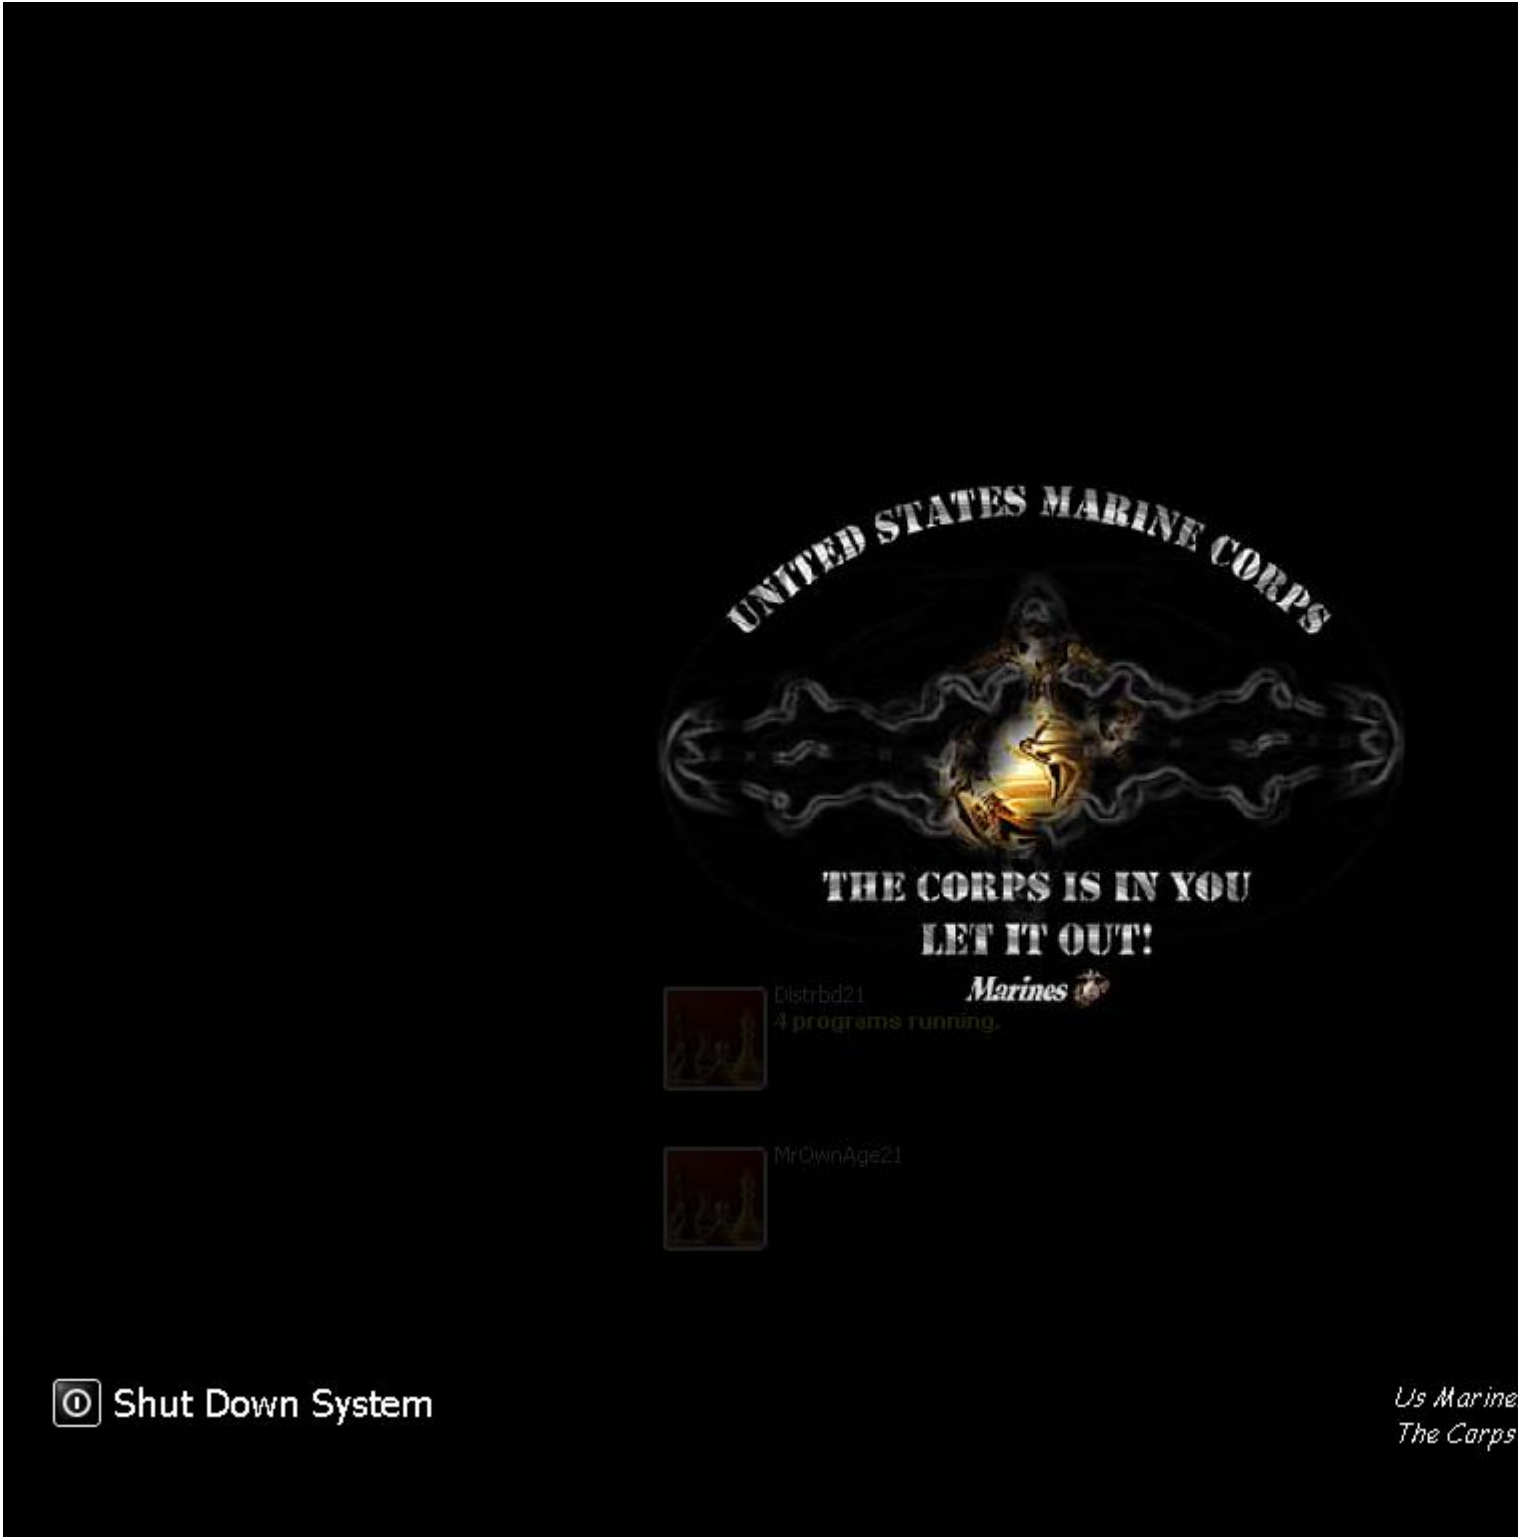 UNITED STATES MARINE CORPS
THE CORPS IS IN YOU
LET IT OUT!
Marines
Distrbd21
4 programs running.
MrOwnAge21
Shut Down System
Us Marine
The Corps